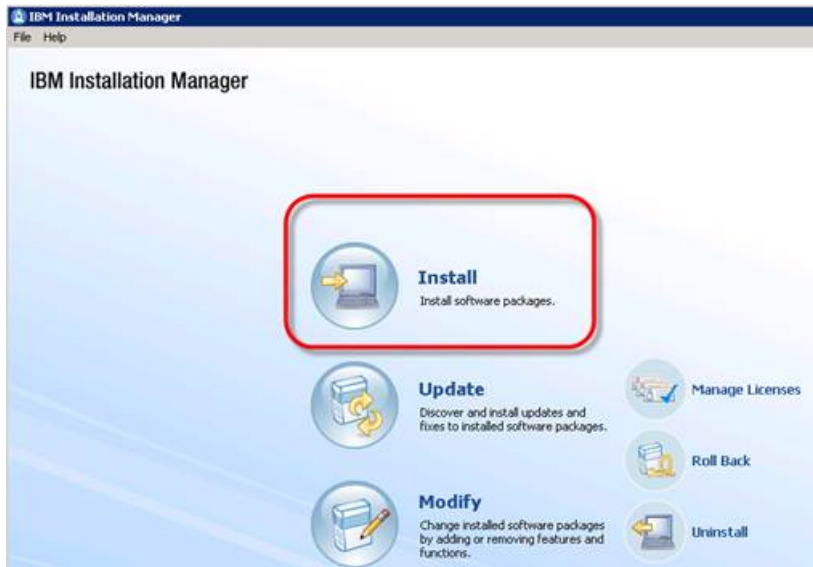 IBM Installation Manager
File Help
IBM Installation Manager
Install
Install software packages.
Update
Discover and install updates and
fixes to installed software packages.
Manage Licenses
Roll Back
Modify
Change installed software packages
by adding or removing features and
functions.
Uninstall